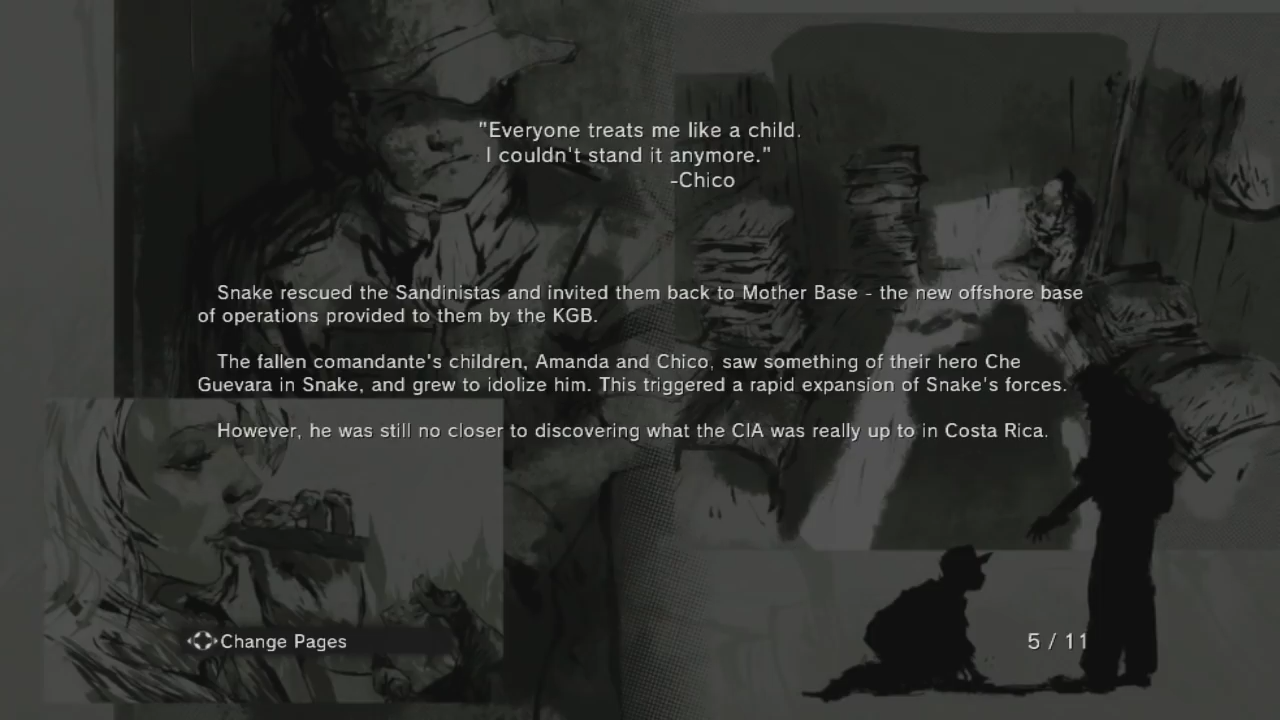 "Everyone treats me like a child.
I couldn't stand it anymore."
-Chico
Snake rescued the Sandinistas and invited them back to Mother Base - the new offshore base
of operations provided to them by the KGB.
The fallen comandante's children, Amanda and Chico, saw something of their hero Che
Guevara in Snake, and grew to idolize him. This triggered a rapid expansion of Snake's forces.
However, he was still no closer to discovering what the CIA was really up to in Costa Rica.
Change Pages
5 / 11